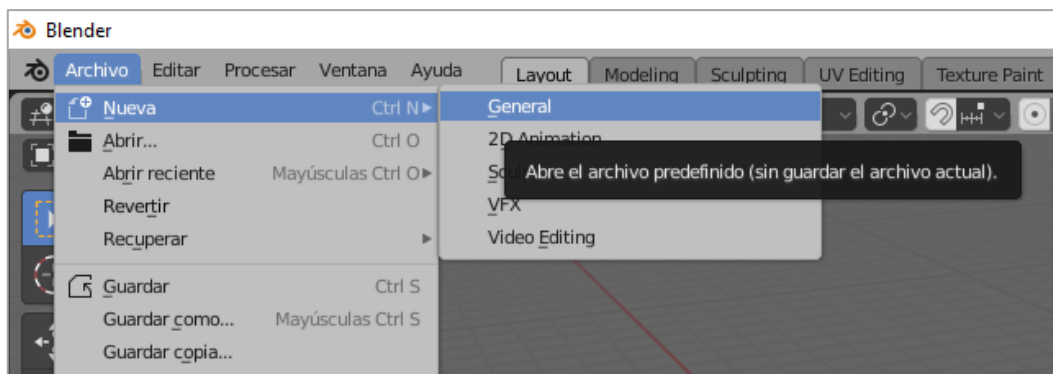 Blender
Archivo Editar Procesar Ventana Ayuda Layout Modeling Sculpting UV Editing Texture Paint
Nueva Ctrl N
General
Abrir... Ctrl O
2D Animation
Abrir reciente Mayúsculas Ctrl O
Abre el archivo predefinido (sin guardar el archivo actual).
Revertir
VFX
Recuperar
Video Editing
Guardar Ctrl S
Guardar como... Mayúsculas Ctrl S
Guardar copia...